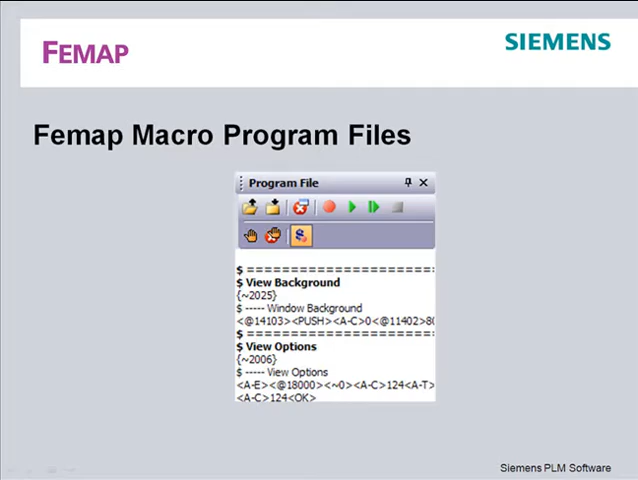 FEMAP
SIEMENS
Femap Macro Program Files
Program File
$ =======================
$ View Background
{~2025}
$ ----- Window Background
<@14103><PUSH><A-C>0<@11402>80
$ =======================
$ View Options
{~2006}
$ ----- View Options
<A-E><@18000><~0><A-C>124<A-T>
<A-C>124<OK>
Siemens PLM Software